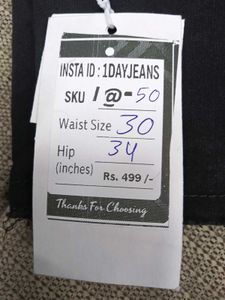 INSTA ID : 1DAYJEANS
SKU 1@-50
Waist Size 30
Hip 34
(inches) Rs. 499 /-
Thanks For Choosing